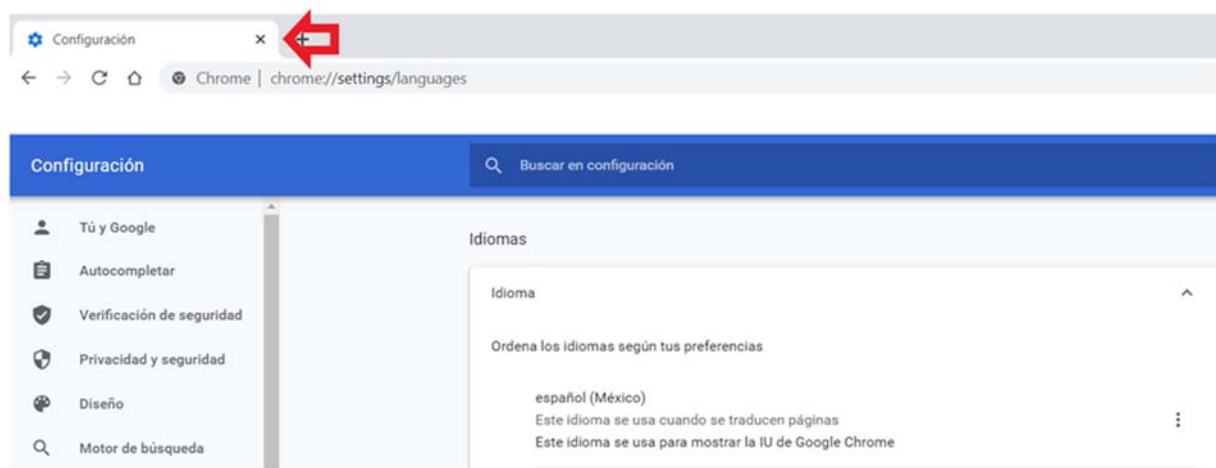 Configuración
Chrome | chrome://settings/languages
Configuración
Buscar en configuración
Tú y Google
Autocompletar
Verificación de seguridad
Privacidad y seguridad
Diseño
Motor de búsqueda
Idiomas
Idioma
Ordena los idiomas según tus preferencias
español (México)
Este idioma se usa cuando se traducen páginas
Este idioma se usa para mostrar la IU de Google Chrome